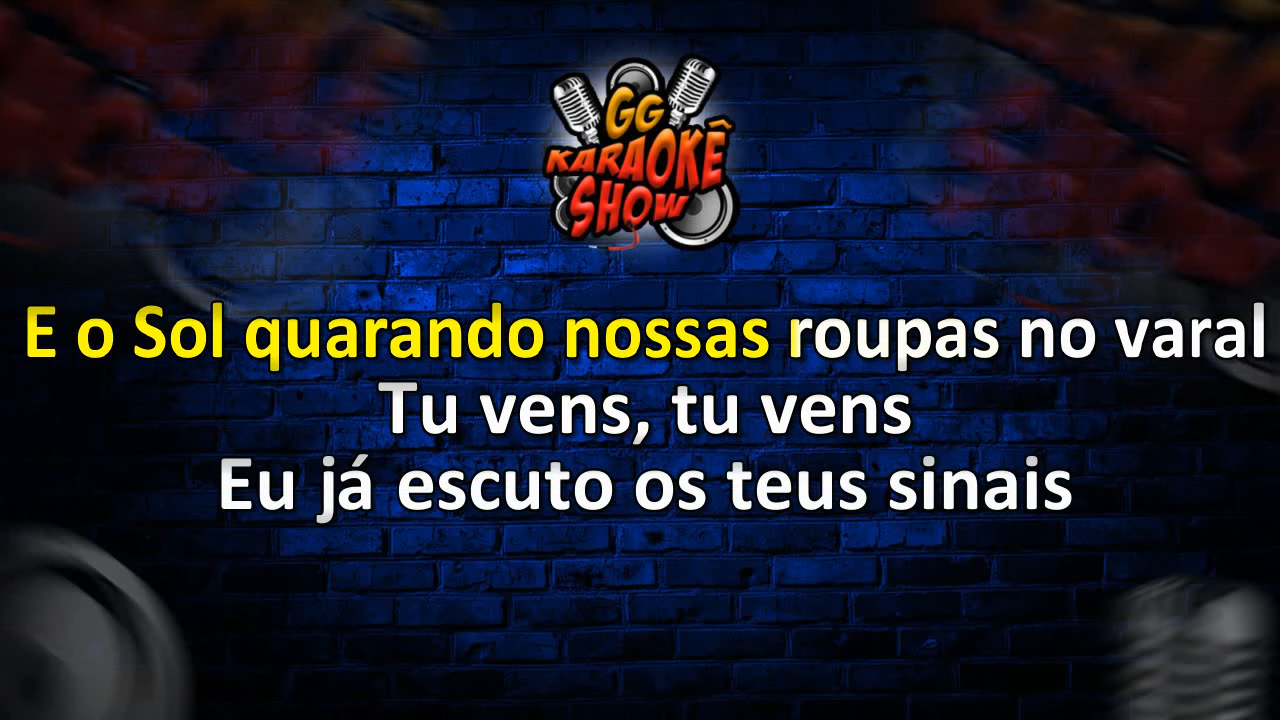 GG
KARAOKÊ
SHOW
E o Sol quarando nossas roupas no varal
Tu vens, tu vens
Eu já escuto os teus sinais